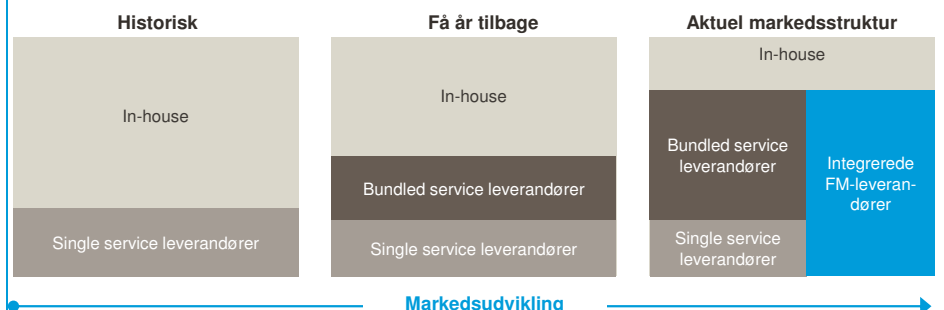 Historisk
Få år tilbage
Aktuel markedsstruktur
In-house
Single service leverandører
In-house
Bundled service leverandører
Single service leverandører
In-house
Bundled service
leverandører
Single service
leverandører
Integrerede
FM-leveran-
dører
Markedsudvikling